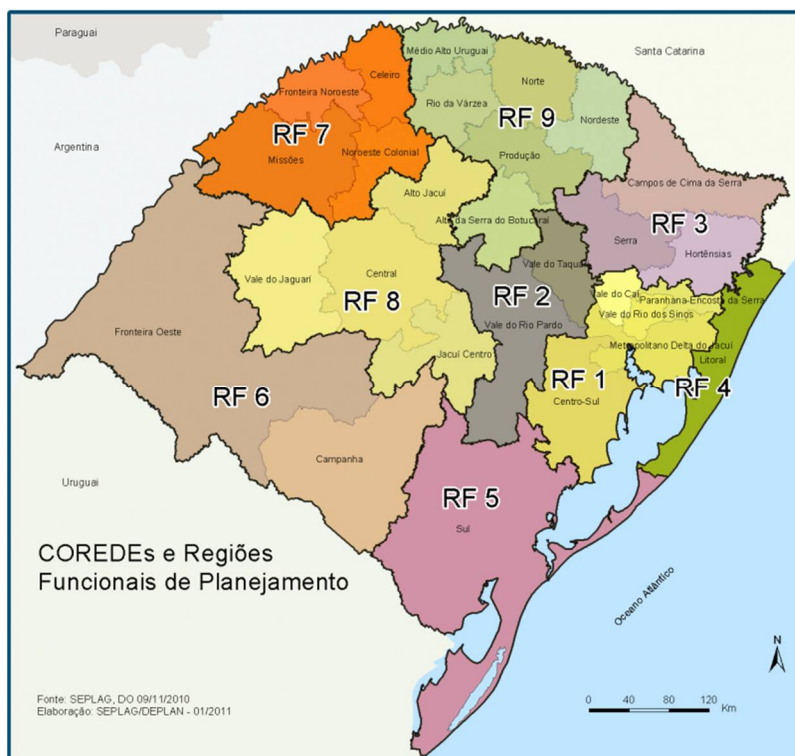 Paraguai
Santa Catarina
Médio Alto Uruguai
Celeiro
Norte
Fronteira Noroeste
Rio da Várzea
RF 9
Nordeste
RF 7
Argentina
Noroeste Colonial
Produção
Missões
Alto Jacuí
Campos de Cima da Serra
Alto da Serra do Botucaraí
RF 3
Serra
Vale do Taquari
Hortênsias
Vale do Jaguarí
Central
RF 8
RF 2
Vale do Caí
Paranhana-Encosta da Serra
Vale do Rio dos Sinos
Vale do Rio Pardo
Fronteira Oeste
Metropolitano Delta do Jacuí
Jacuí Centro
Litoral
RF 1
RF 4
RF 6
Centro-Sul
Campanha
Uruguai
RF 5
Sul
COREDEs e Regiões
Funcionais de Planejamento
Oceano Atlântico
N
Fonte: SEPLAG, DO 09/11/2010
Elaboração: SEPLAG/DEPLAN - 01/2011
0 40 80 120
Km